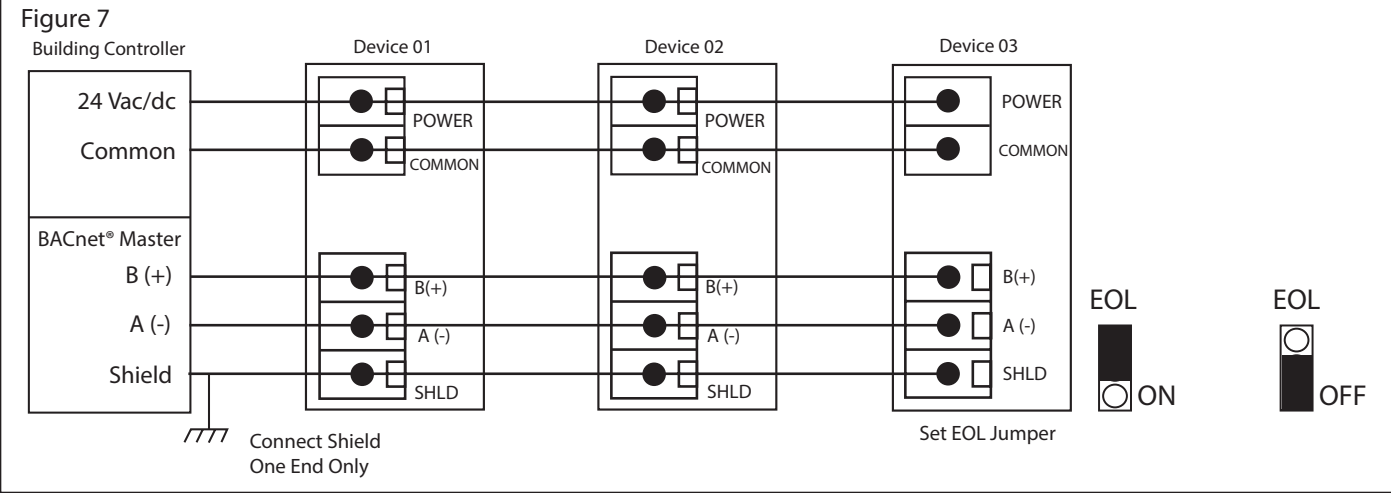 Figure 7
Building Controller
Device 01
Device 02
Device 03
24 Vac/dc
POWER
POWER
POWER
Common
COMMON
COMMON
COMMON
BACnet® Master
B (+)
B(+)
B(+)
B(+)
A (-)
A (-)
A (-)
A (-)
Shield
SHLD
SHLD
SHLD
EOL
ON
EOL
OFF
Connect Shield
One End Only
Set EOL Jumper